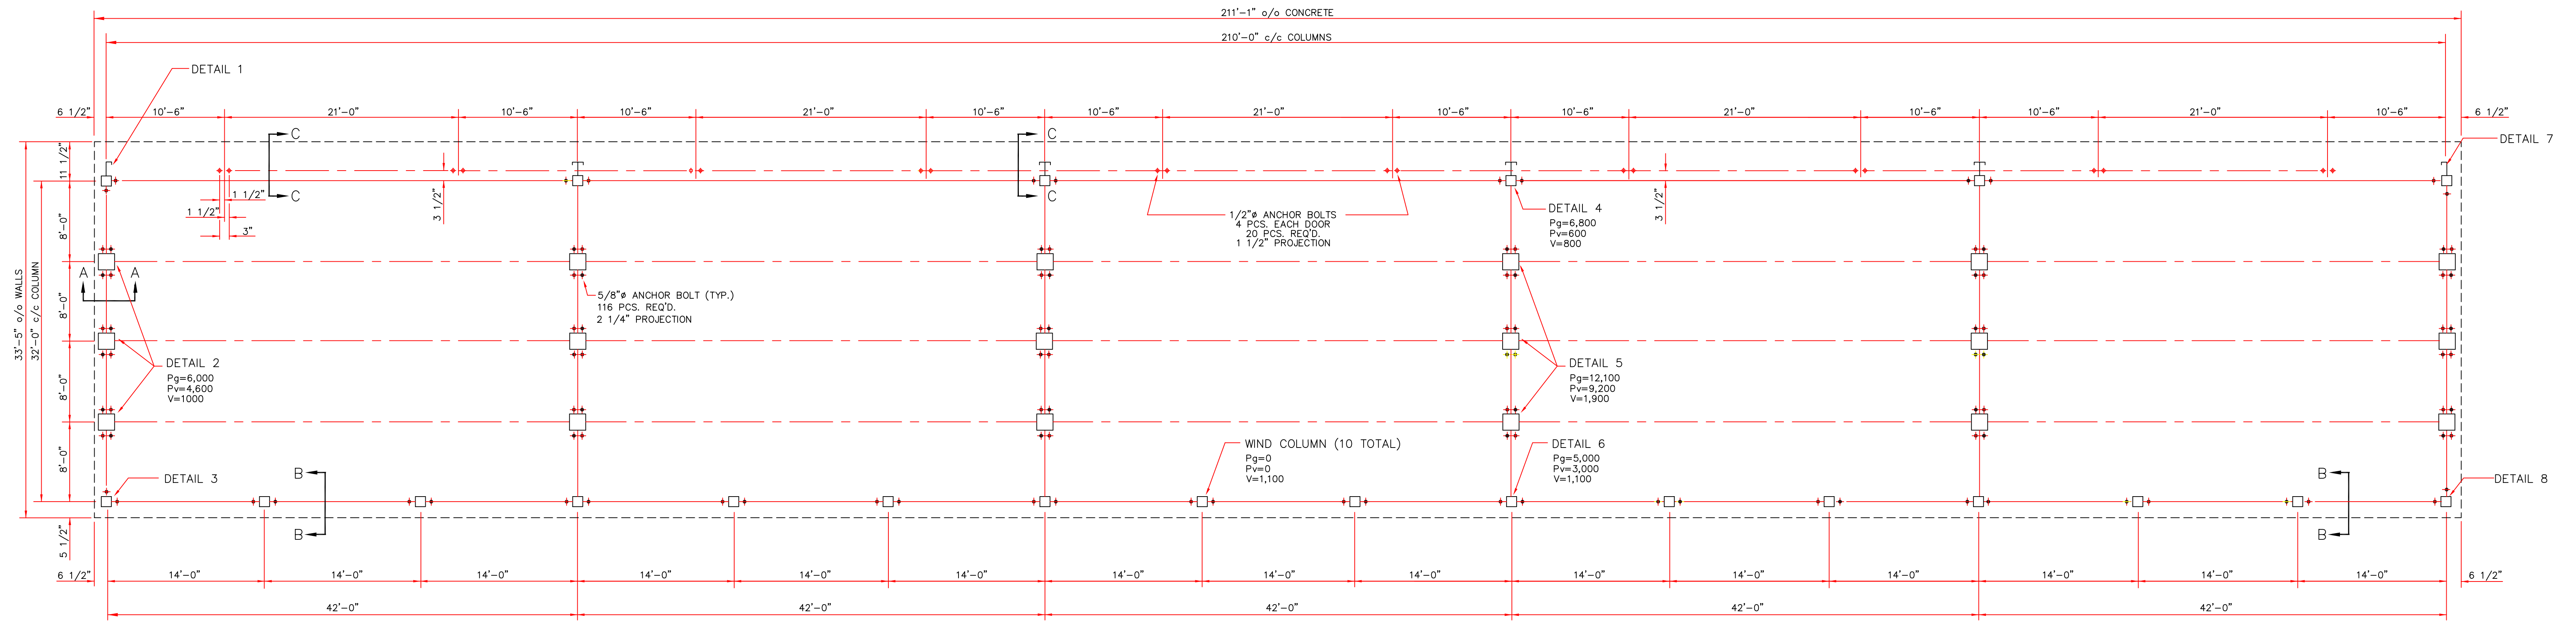 211'-1" o/o CONCRETE
210'-0" c/c COLUMNS
DETAIL 1
6 1/2" 10'-6" 21'-0" 10'-6" 10'-6" 21'-0" 10'-6" 10'-6" 21'-0" 10'-6" 10'-6" 21'-0" 10'-6" 10'-6" 21'-0" 10'-6" 6 1/2"
C C
DETAIL 7
11 1/2"
C C
1 1/2"
1 1/2"
3"
3 1/2"
1/2"ø ANCHOR BOLTS
4 PCS. EACH DOOR
20 PCS. REQ'D.
1 1/2" PROJECTION
DETAIL 4
Pg=6,800
Pv=600
V=800
3 1/2"
33'-5" o/o WALLS
32'-0" c/c COLUMN
8'-0"
8'-0"
8'-0"
8'-0"
5 1/2"
A A
5/8"ø ANCHOR BOLT (TYP.)
116 PCS. REQ'D.
2 1/4" PROJECTION
DETAIL 2
Pg=6,000
Pv=4,600
V=1000
DETAIL 5
Pg=12,100
Pv=9,200
V=1,900
WIND COLUMN (10 TOTAL)
Pg=0
Pv=0
V=1,100
DETAIL 6
Pg=5,000
Pv=3,000
V=1,100
DETAIL 3
B B
DETAIL 8
B B
6 1/2" 14'-0" 14'-0" 14'-0" 14'-0" 14'-0" 14'-0" 14'-0" 14'-0" 14'-0" 14'-0" 14'-0" 14'-0" 14'-0" 14'-0" 14'-0" 6 1/2"
42'-0" 42'-0" 42'-0" 42'-0" 42'-0"